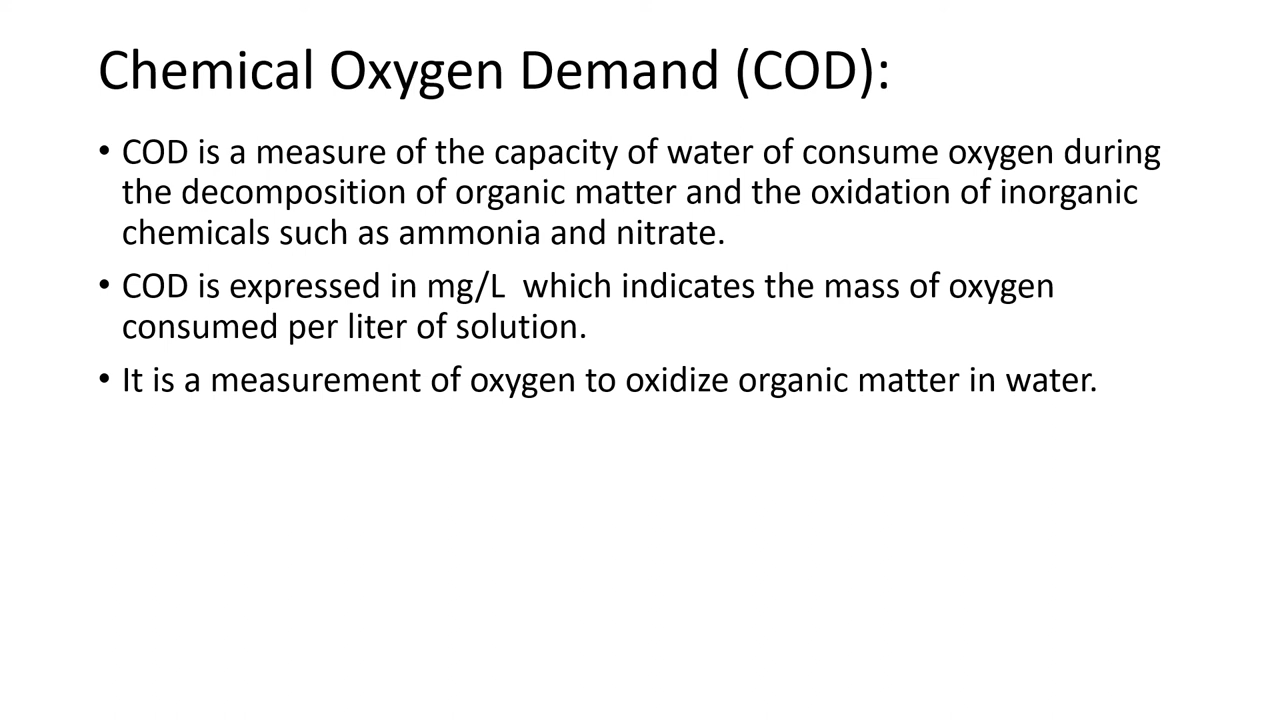 Chemical Oxygen Demand (COD):
• COD is a measure of the capacity of water of consume oxygen during
the decomposition of organic matter and the oxidation of inorganic
chemicals such as ammonia and nitrate.
• COD is expressed in mg/L  which indicates the mass of oxygen
consumed per liter of solution.
• It is a measurement of oxygen to oxidize organic matter in water.